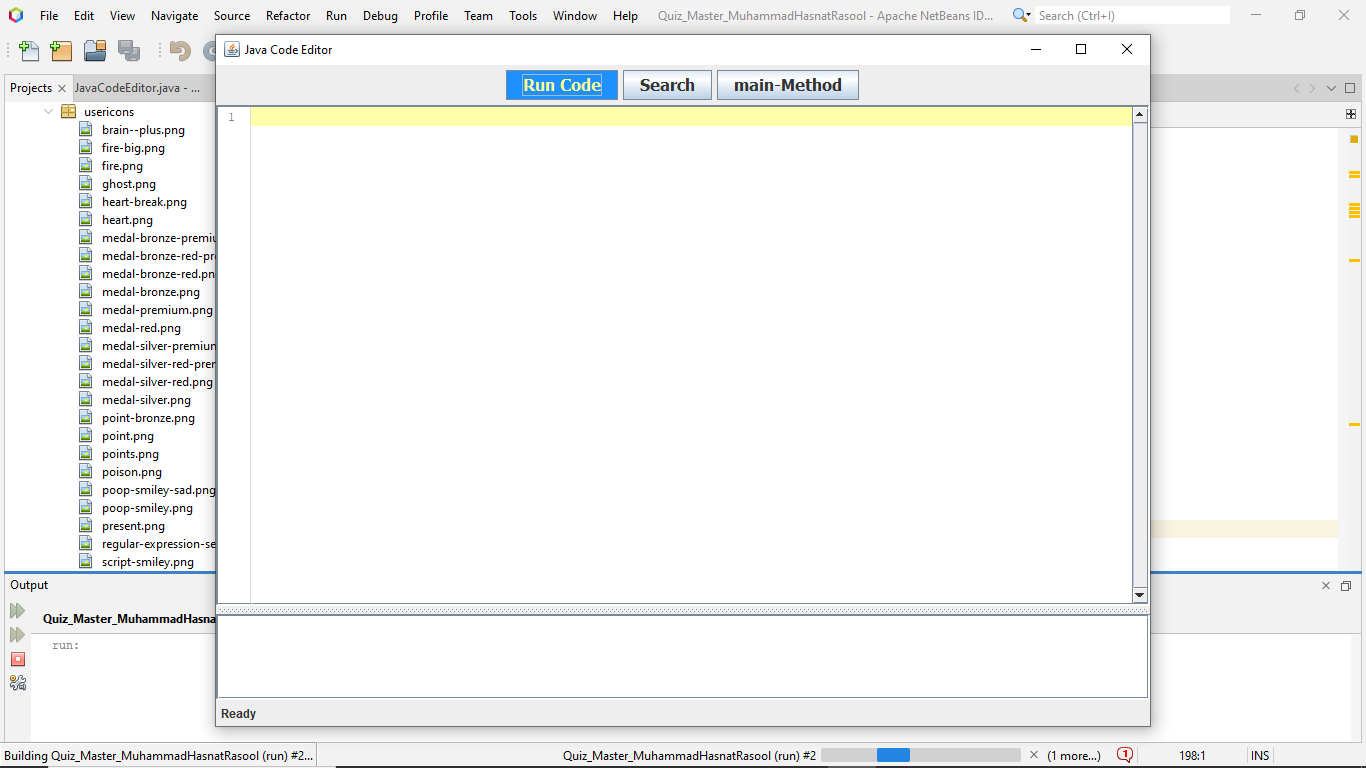 File Edit View Navigate Source Refactor Run Debug Profile Team Tools Window Help Quiz_Master_MuhammadHasnatRasool - Apache NetBeans ID... Search (Ctrl+I)
Java Code Editor
Projects JavaCodeEditor.java - ...
Run Code Search main-Method
usericons
1
brain--plus.png
fire-big.png
fire.png
ghost.png
heart-break.png
heart.png
medal-bronze-premiu
medal-bronze-red-pre
medal-bronze-red.pn
medal-bronze.png
medal-premium.png
medal-red.png
medal-silver-premium
medal-silver-red-prem
medal-silver-red.png
medal-silver.png
point-bronze.png
point.png
points.png
poison.png
poop-smiley-sad.png
poop-smiley.png
present.png
regular-expression-se
script-smiley.png
Output
Quiz_Master_MuhammadHasna
run:
Ready
Building Quiz_Master_MuhammadHasnatRasool (run) #2... Quiz_Master_MuhammadHasnatRasool (run) #2 (1 more...) 1 198:1 INS